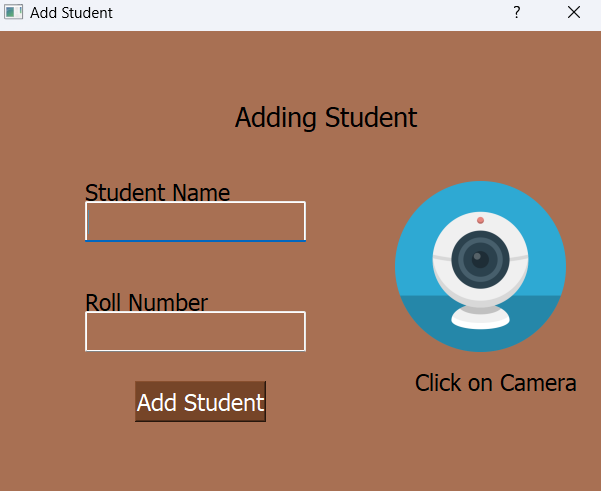 Add Student
?
Adding Student
Student Name
Roll Number
Add Student
Click on Camera